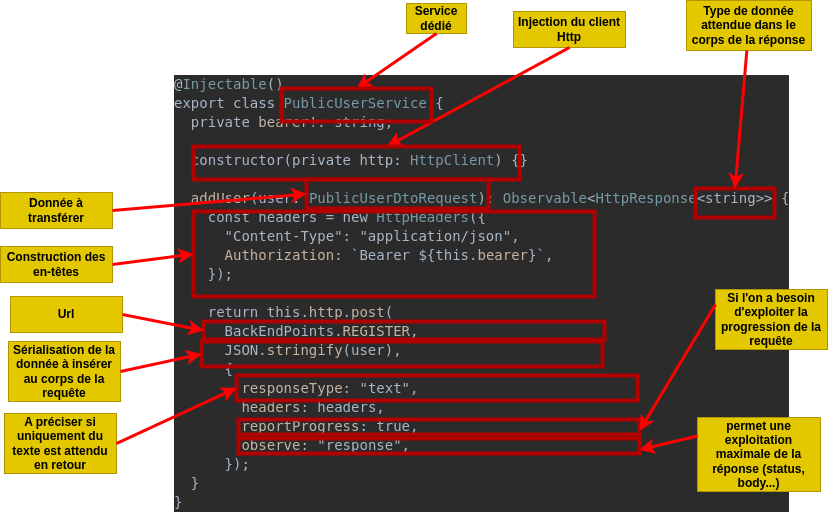 Service
dédié
Injection du client
Http
Type de donnée
attendue dans le
corps de la réponse
@Injectable()
export class PublicUserService {
private bearer!: string;
constructor(private http: HttpClient) {}
addUser(user: PublicUserDtoRequest): Observable<HttpResponse<string>> {
const headers = new HttpHeaders({
"Content-Type": "application/json",
Authorization: `Bearer ${this.bearer}`,
});
return this.http.post(
BackEndPoints.REGISTER,
JSON.stringify(user),
{
responseType: "text",
headers: headers,
reportProgress: true,
observe: "response",
});
}
}
Donnée à
transférer
Construction des
en-têtes
Url
Sérialisation de la
donnée à insérer
au corps de la
requête
A préciser si
uniquement du
texte est attendu
en retour
Si l'on a besoin
d'exploiter la
progression de la
requête
permet une
exploitation
maximale de la
réponse (status,
body...)